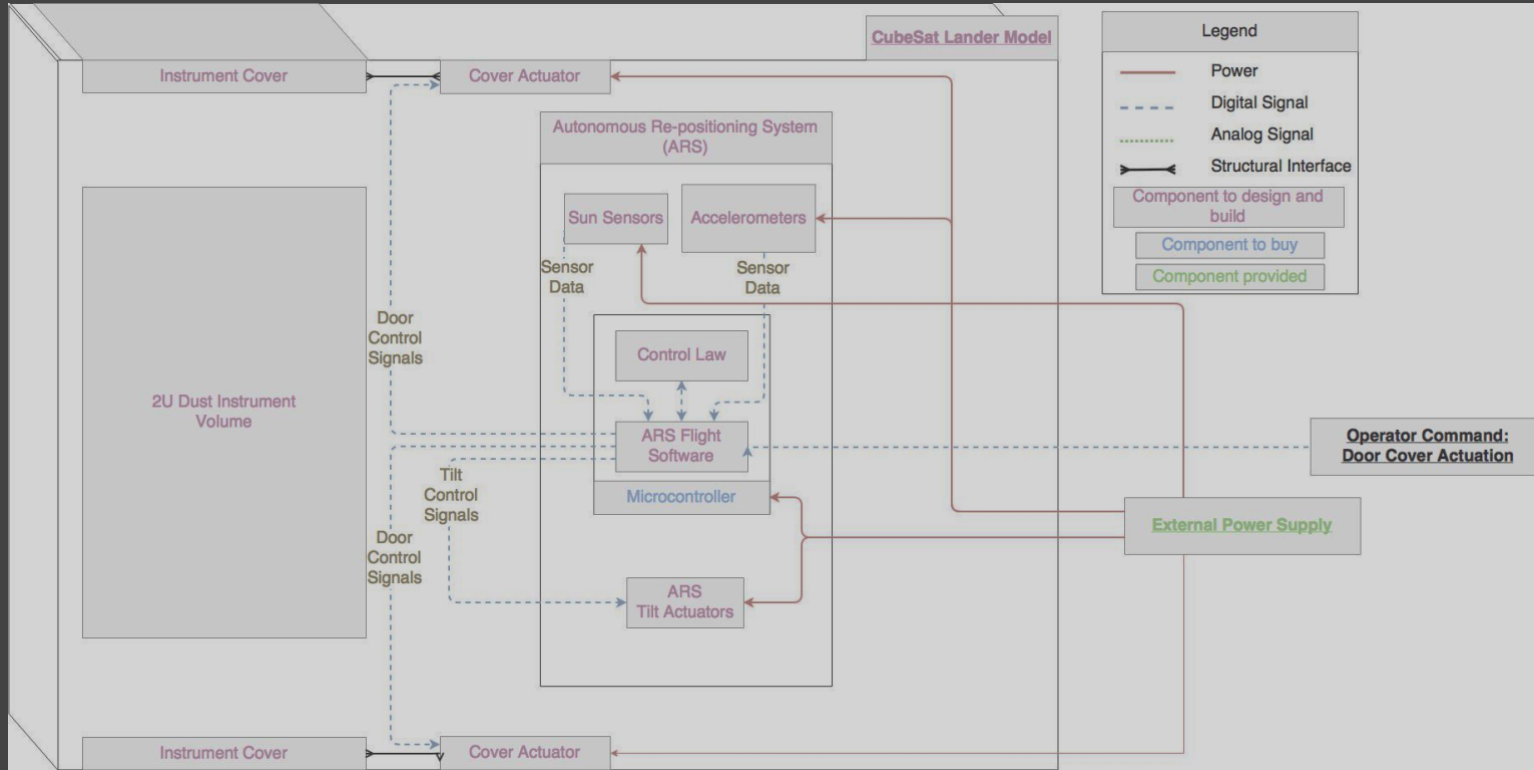 CubeSat Lander Model
Legend
Power
Digital Signal
Analog Signal
Structural Interface
Component to design and
build
Component to buy
Component provided
Instrument Cover
Cover Actuator
Autonomous Re-positioning System
(ARS)
Sun Sensors
Accelerometers
Sensor
Data
Sensor
Data
Door
Control
Signals
Control Law
2U Dust Instrument
Volume
ARS Flight
Software
Operator Command:
Door Cover Actuation
Tilt
Control
Signals
Microcontroller
External Power Supply
Door
Control
Signals
ARS
Tilt Actuators
Instrument Cover
Cover Actuator